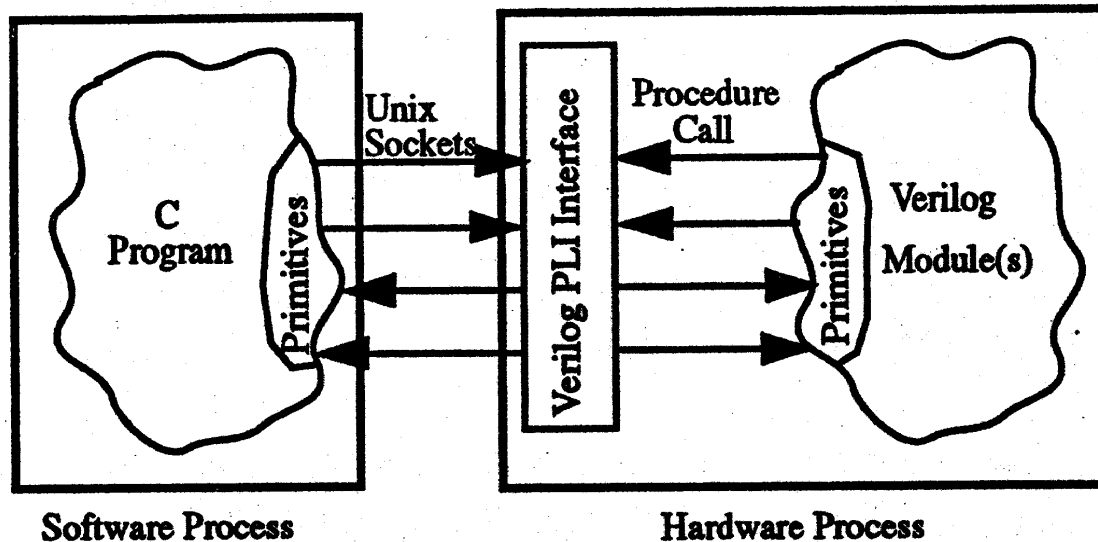 Unix
Sockets
Procedure
Call
C
Program
Primitives
Verilog PLI Interface
Primitives
Verilog
Module(s)
Software Process
Hardware Process